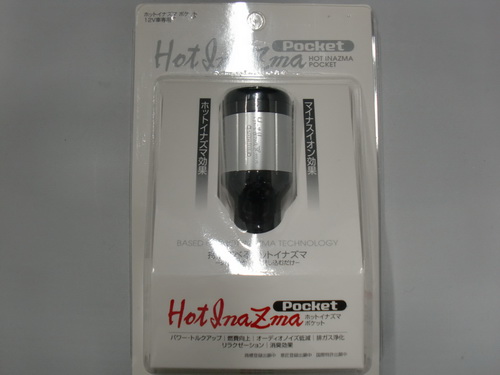 ホットイナズマ ポケット
12V車専用
Hot Inazma Pocket
HOT INAZMA
POCKET
ホットイナズマ効果
マイナスイオン効果
BASED
TECHNOLOGY
ットイナズマ
Hot Inazma Pocket
ホットイナズマ
ポケット
パワー・トルクアップ｜燃費向上｜オーディオノイズ低減｜排ガス浄化
リラクゼーション｜消臭効果